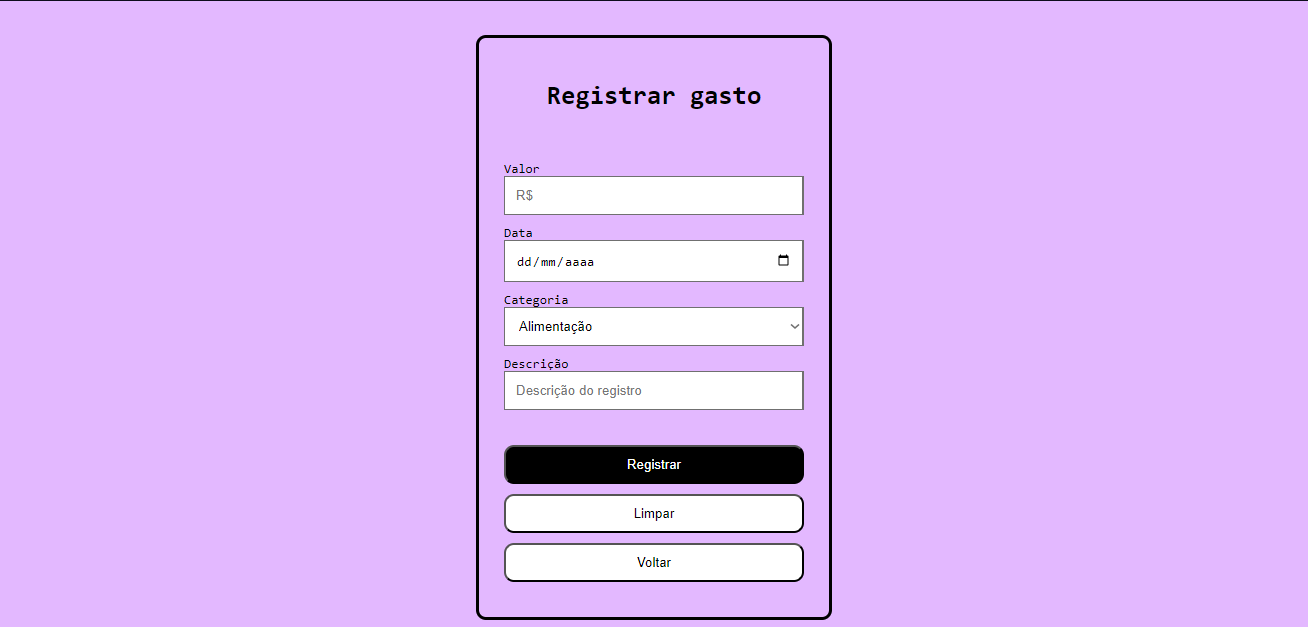 Registrar gasto
Valor
R$
Data
dd/mm/aaaa
Categoria
Alimentação
Descrição
Descrição do registro
Registrar
Limpar
Voltar